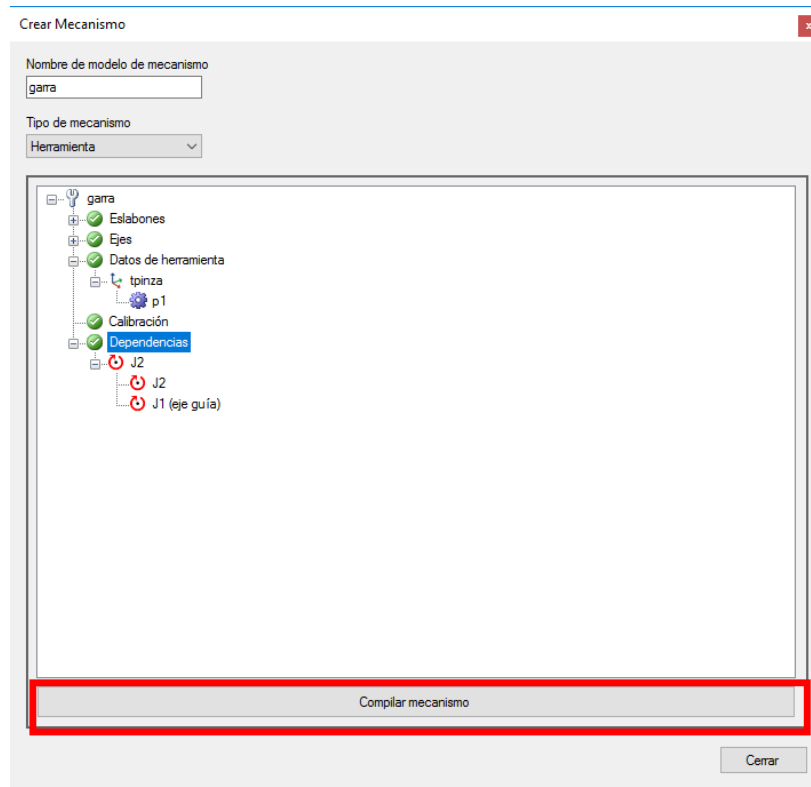 Crear Mecanismo
x
Nombre de modelo de mecanismo
garra
Tipo de mecanismo
Herramienta
garra
Eslabones
Ejes
Datos de herramienta
tpinza
p1
Calibración
Dependencias
J2
J2
J1 (eje guía)
Compilar mecanismo
Cerrar